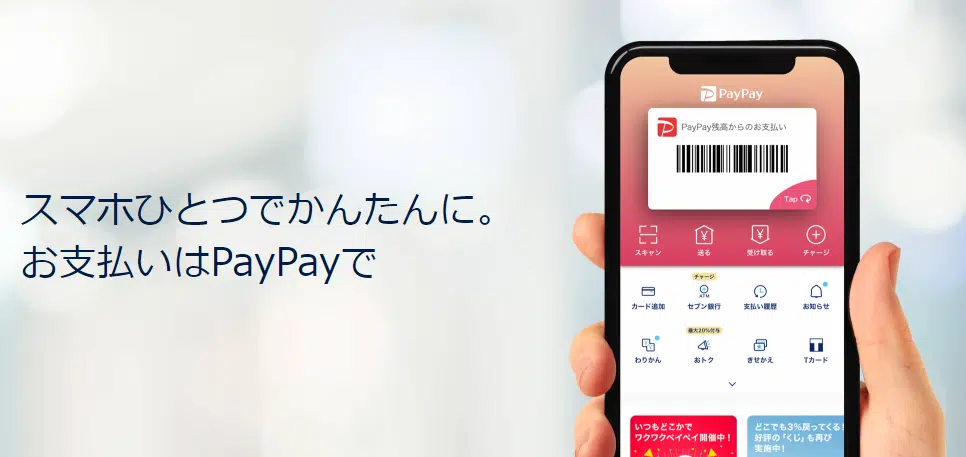 スマホひとつでかんたんに。
お支払いはPayPayで
PayPay
PayPay残高からのお支払い
Tap
スキャン 送る 受け取る チャージ
チャージ
ATM
カード追加 セブン銀行 支払い履歴 お知らせ
最大20%付与
わりかん おトク きせかえ Tカード
いつもどこかで
ワクワクペイペイ開催中！
どこでも3%戻ってくる！
好評の「くじ」も再び
実施中！